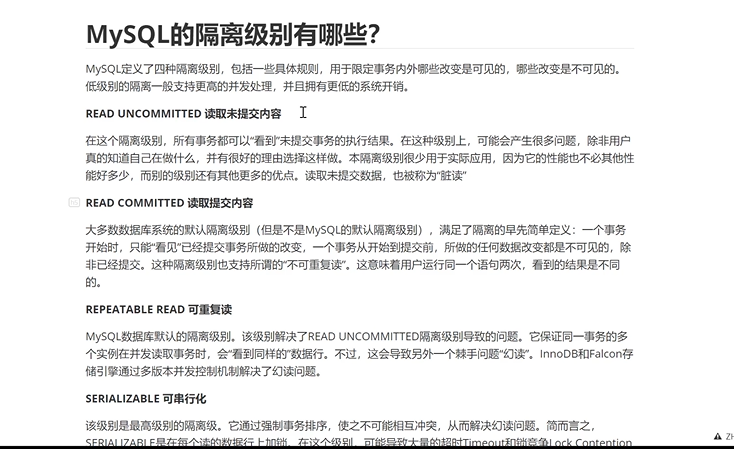 MySQL的隔离级别有哪些?
MySQL定义了四种隔离级别，包括一些具体规则，用于限定事务内外哪些改变是可见的，哪些改变是不可见的。
低级别的隔离一般支持更高的并发处理，并且拥有更低的系统开销。
READ UNCOMMITTED 读取未提交内容
在这个隔离级别，所有事务都可以“看到”未提交事务的执行结果。在这种级别上，可能会产生很多问题，除非用户
真的知道自己在做什么，并有很好的理由选择这样做。本隔离级别很少用于实际应用，因为它的性能也不必其他性
能好多少，而别的级别还有其他更多的优点。读取未提交数据，也被称为“脏读”
READ COMMITTED 读取提交内容
大多数数据库系统的默认隔离级别（但是不是MySQL的默认隔离级别），满足了隔离的早先简单定义：一个事务
开始时，只能“看见”已经提交事务所做的改变，一个事务从开始到提交前，所做的任何数据改变都是不可见的，除
非已经提交。这种隔离级别也支持所谓的“不可重复读”。这意味着用户运行同一个语句两次，看到的结果是不同
的。
REPEATABLE READ 可重复读
MySQL数据库默认的隔离级别。该级别解决了READ UNCOMMITTED隔离级别导致的问题。它保证同一事务的多
个实例在并发读取事务时，会“看到同样的”数据行。不过，这会导致另外一个棘手问题“幻读”。InnoDB和Falcon存
储引擎通过多版本并发控制机制解决了幻读问题。
SERIALIZABLE 可串行化
该级别是最高级别的隔离级。它通过强制事务排序，使之不可能相互冲突，从而解决幻读问题。简而言之，
SERIALIZABLE是在每个读的数据行上加锁。在这个级别，可能导致大量的超时Timeout和锁竞争Lock Contention